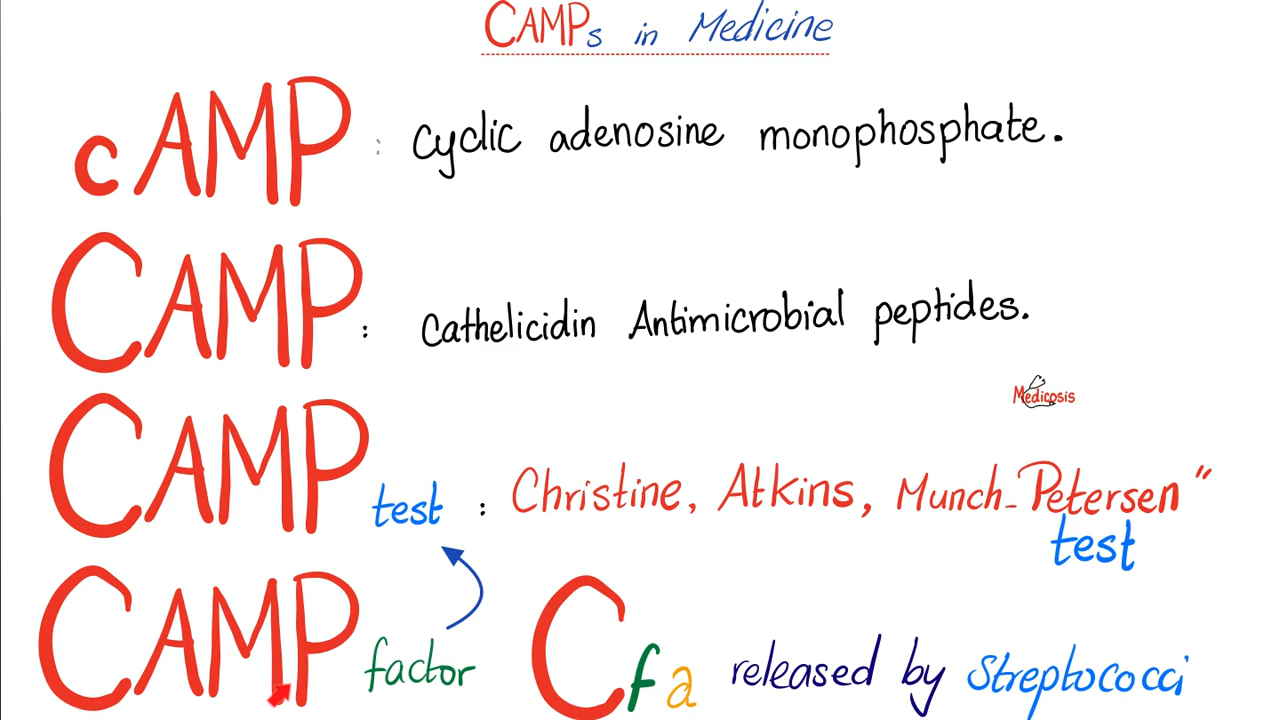 CAMPs in Medicine
cAMP : cyclic adenosine monophosphate.
CAMP : Cathelicidin Antimicrobial peptides.
Medicosis
CAMP test : Christine, Atkins, Munch-Petersen"
test
CAMP factor Cfa released by Streptococci